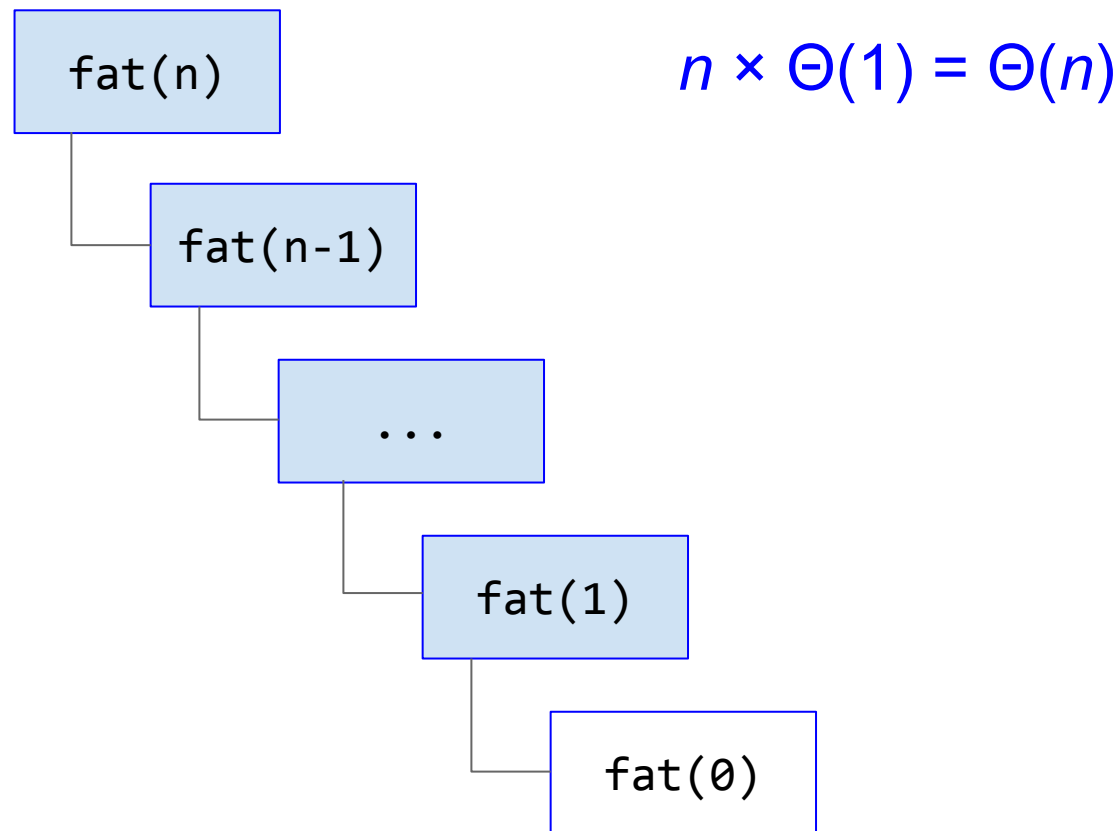 fat(n)
n × Θ(1) = Θ(n)
fat(n-1)
...
fat(1)
fat(0)